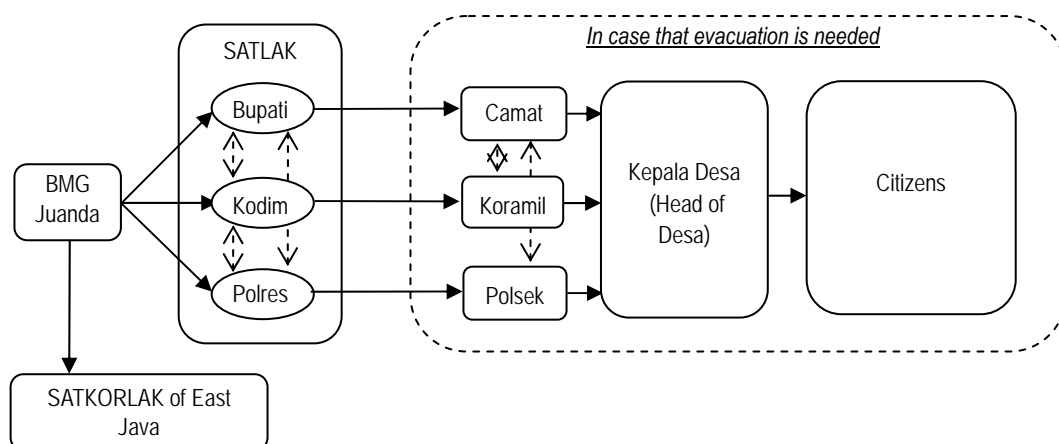 In case that evacuation is needed
SATLAK
Bupati
Kodim
Polres
BMG
Juanda
SATKORLAK of East
Java
Camat
Koramil
Polsek
Kepala Desa
(Head of
Desa)
Citizens